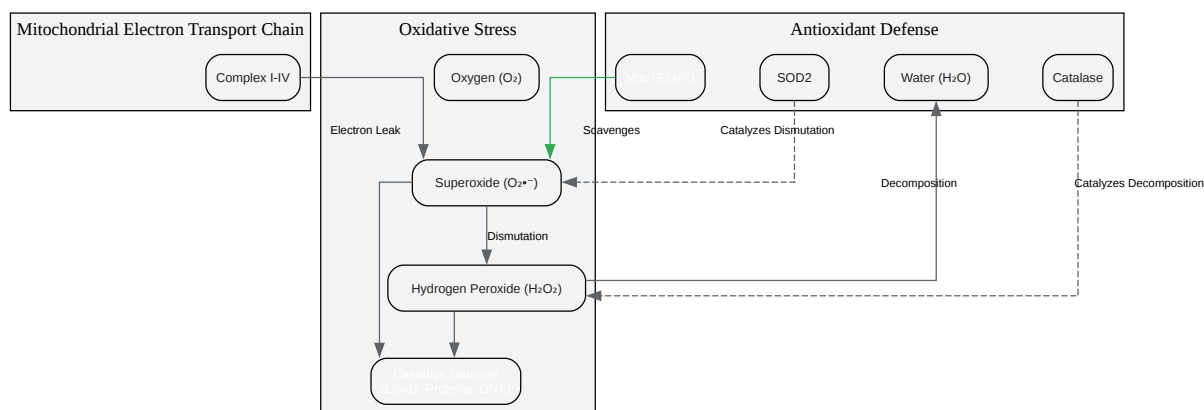 Mitochondrial Electron Transport Chain
Oxidative Stress
Antioxidant Defense
Complex I-IV
Oxygen (O₂)
MitoTEMPO
SOD2
Water (H₂O)
Catalase
Electron Leak
Scavenges
Catalyzes Dismutation
Superoxide (O₂•⁻)
Decomposition
Catalyzes Decomposition
Dismutation
Hydrogen Peroxide (H₂O₂)
Oxidative Damage
(Lipids, Proteins, DNA)